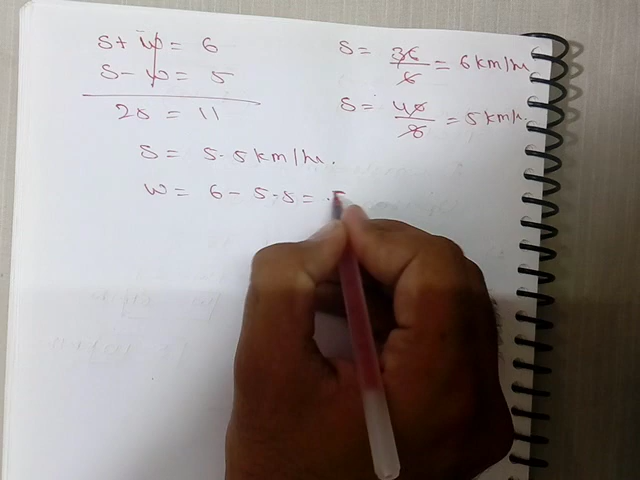 s + w = 6
s - w = 5
2s = 11
s = 5.5 km/hr.
w = 6 - 5.5 = .5
s = 36/6 = 6 km/hr
s = 40/8 = 5 km/hr.